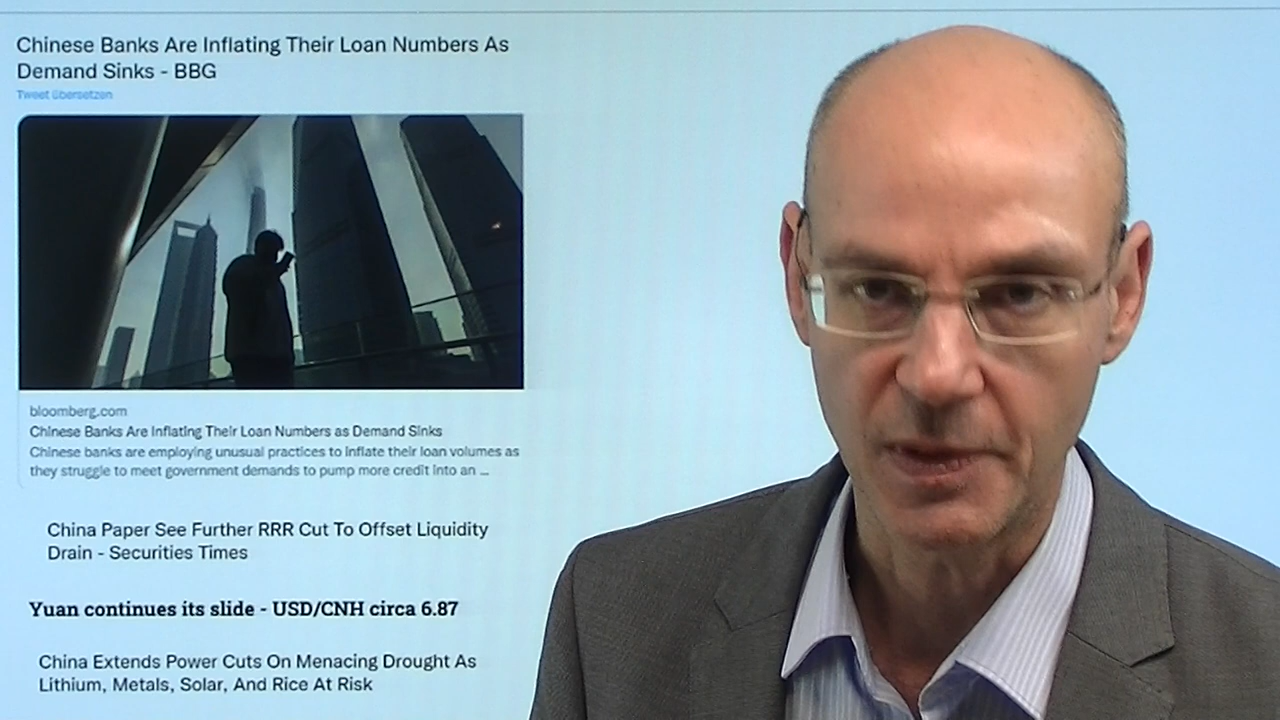 Chinese Banks Are Inflating Their Loan Numbers As
Demand Sinks - BBG
Tweet übersetzen
bloomberg.com
Chinese Banks Are Inflating Their Loan Numbers as Demand Sinks
Chinese banks are employing unusual practices to inflate their loan volumes as
they struggle to meet government demands to pump more credit into an ...
China Paper See Further RRR Cut To Offset Liquidity
Drain - Securities Times
Yuan continues its slide - USD/CNH circa 6.87
China Extends Power Cuts On Menacing Drought As
Lithium, Metals, Solar, And Rice At Risk